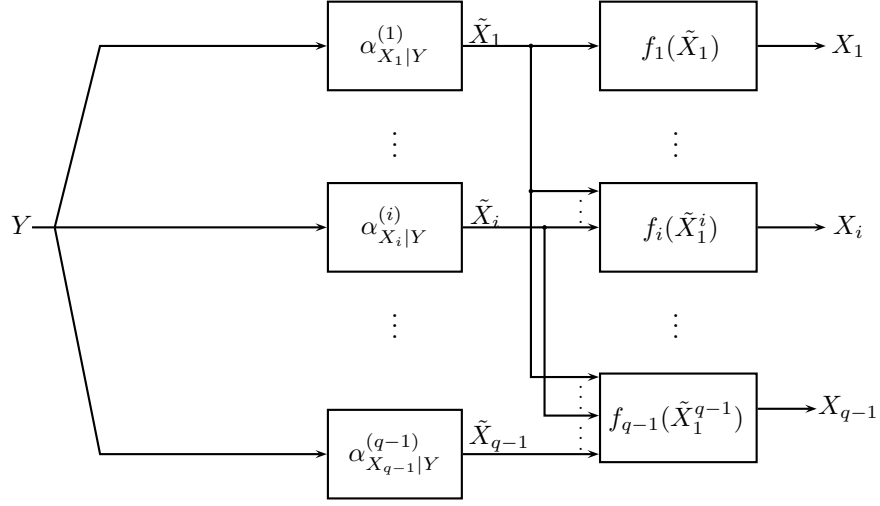 α^{(1)}_{X_1|Y} X̃_1 f_1(X̃_1) X_1
⋮ ⋮
Y α^{(i)}_{X_i|Y} X̃_i f_i(X̃_1^i) X_i
⋮ ⋮
α^{(q-1)}_{X_{q-1}|Y} X̃_{q-1} f_{q-1}(X̃_1^{q-1}) X_{q-1}